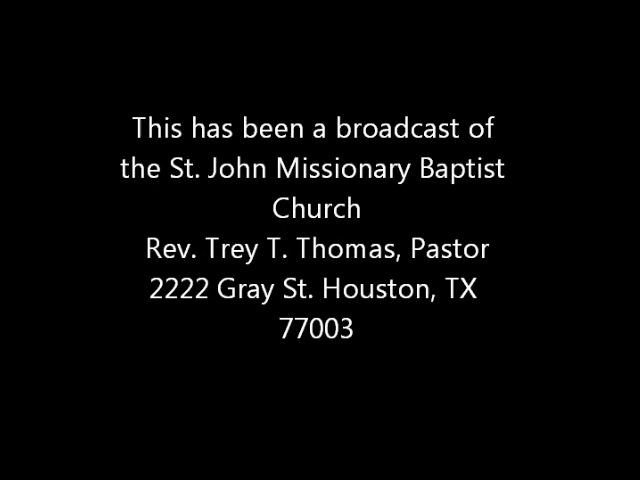 This has been a broadcast of
the St. John Missionary Baptist
Church
Rev. Trey T. Thomas, Pastor
2222 Gray St. Houston, TX
77003